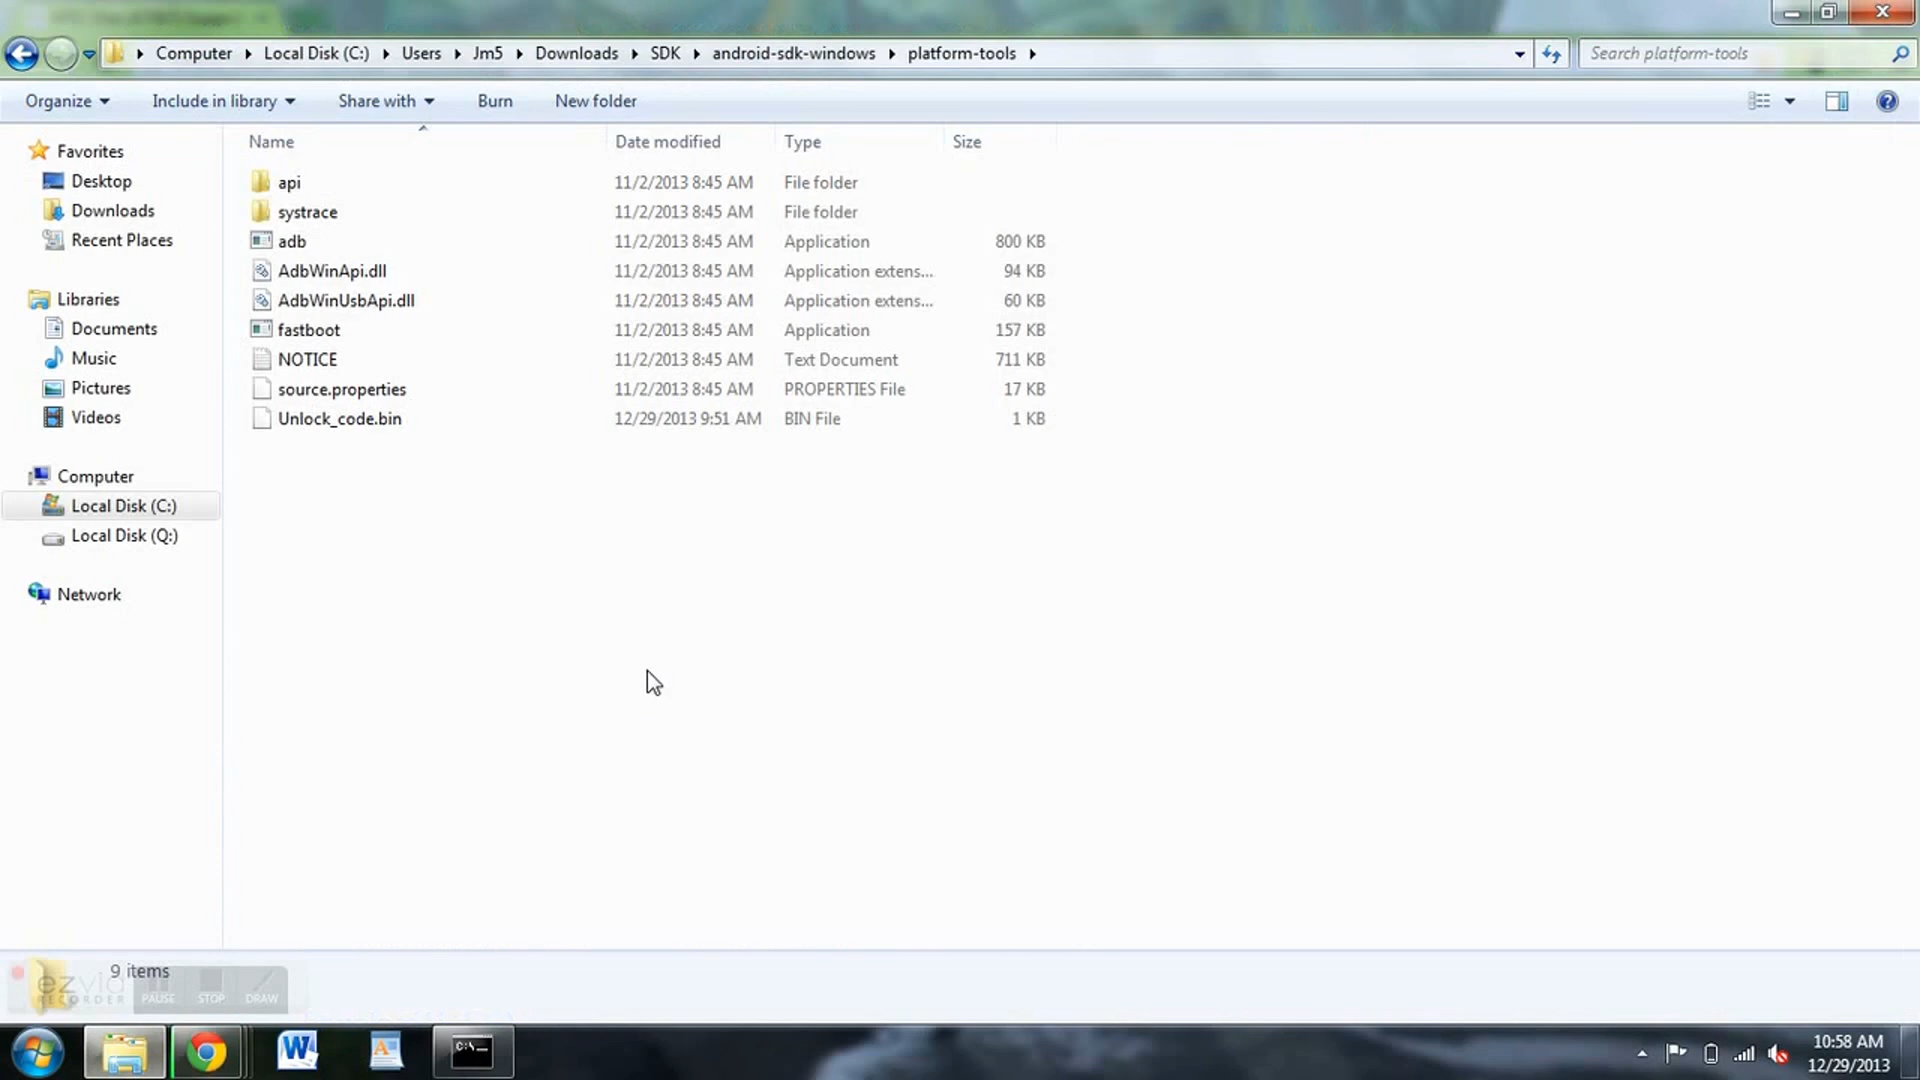 Computer Local Disk (C:) Users Jm5 Downloads SDK android-sdk-windows platform-tools
Search platform-tools
Organize Include in library Share with Burn New folder
Name Date modified Type Size
Favorites
Desktop
Downloads
Recent Places
Libraries
Documents
Music
Pictures
Videos
Computer
Local Disk (C:)
Local Disk (Q:)
Network
api 11/2/2013 8:45 AM File folder
systrace 11/2/2013 8:45 AM File folder
adb 11/2/2013 8:45 AM Application 800 KB
AdbWinApi.dll 11/2/2013 8:45 AM Application extens... 94 KB
AdbWinUsbApi.dll 11/2/2013 8:45 AM Application extens... 60 KB
fastboot 11/2/2013 8:45 AM Application 157 KB
NOTICE 11/2/2013 8:45 AM Text Document 711 KB
source.properties 11/2/2013 8:45 AM PROPERTIES File 17 KB
Unlock_code.bin 12/29/2013 9:51 AM BIN File 1 KB
9 items
ezvid
RECORDER
PAUSE STOP DRAW
C:\_
10:58 AM
12/29/2013